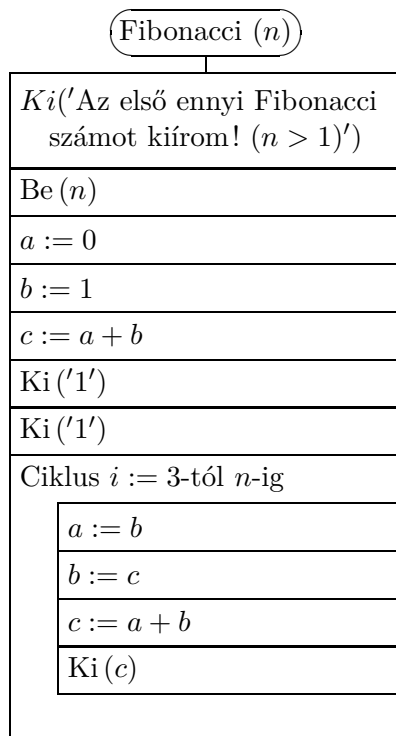 Fibonacci (n)
Ki('Az első ennyi Fibonacci
számot kiírom! (n > 1)')
Be (n)
a := 0
b := 1
c := a + b
Ki ('1')
Ki ('1')
Ciklus i := 3-tól n-ig
a := b
b := c
c := a + b
Ki (c)